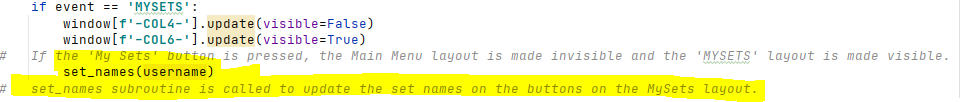 if event == 'MYSETS':
window[f'-COL4-'].update(visible=False)
window[f'-COL6-'].update(visible=True)
# If the 'My Sets' button is pressed, the Main Menu layout is made invisible and the 'MYSETS' layout is made visible.
set_names(username)
# set_names subroutine is called to update the set names on the buttons on the MySets layout.